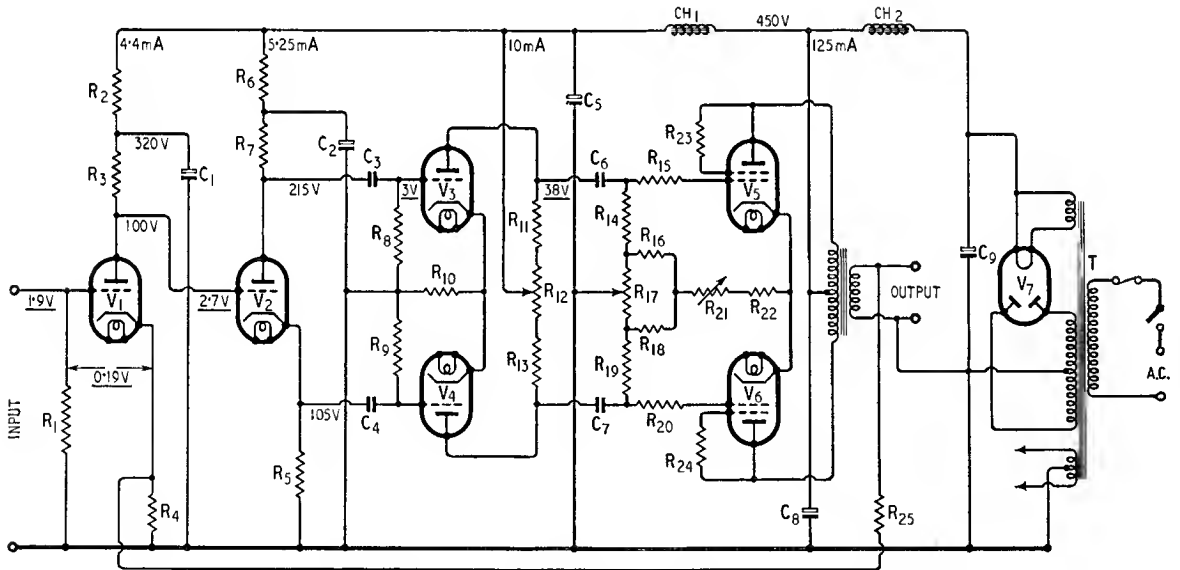 CH1 450V CH2
4·4mA 5·25mA 10mA 125mA
R2 R6 C5
R23
320V R7 C2 C3 C6 R15
R3 C1 V3 V5
215V 3V 38V
R14
100V R11
R8 R16
C9 V7 T
R10 R12 R17 R21 R22 OUTPUT
V1 V2
1·9V 2·7V
R9 R18
R13 R19
0·19V A.C.
V4 V6
INPUT R1 105V C4 C7 R20
R5 R24
R4 C8 R25